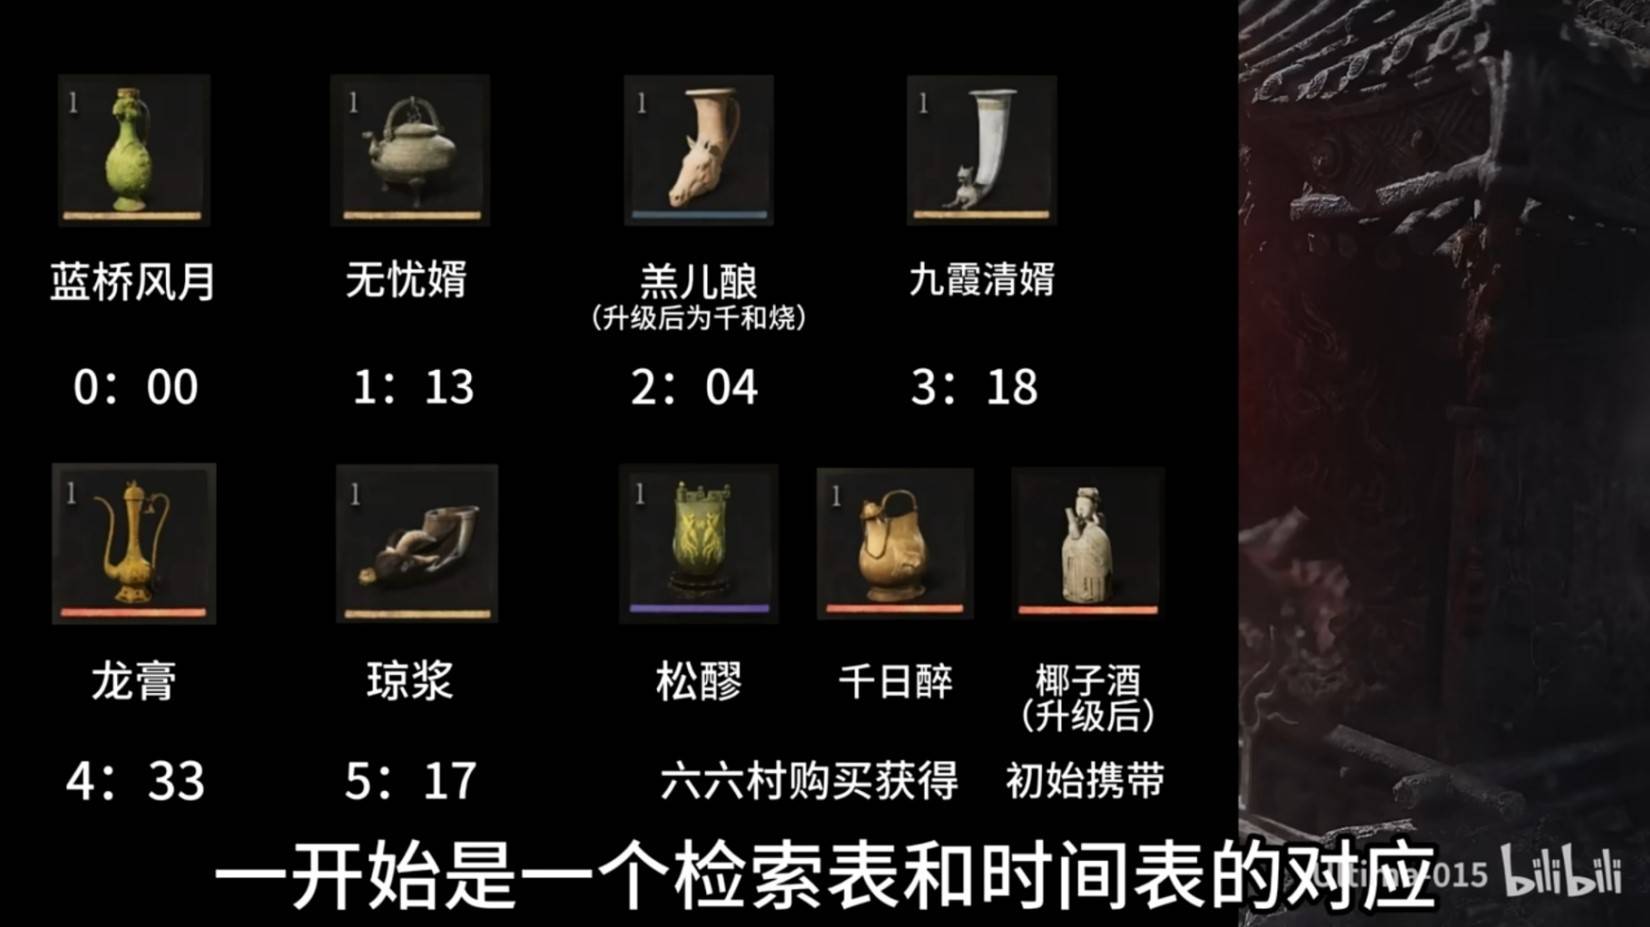 1
1
1
1
蓝桥风月
无忧婿
羔儿酿
九霞清婿
（升级后为千和烧）
0：00
1：13
2：04
3：18
1
1
1
1
龙膏
琼浆
松醪
千日醉
椰子酒
（升级后）
4：33
5：17
六六村购买获得
初始携带
一开始是一个检索表和时间表的对应
015
bilibili